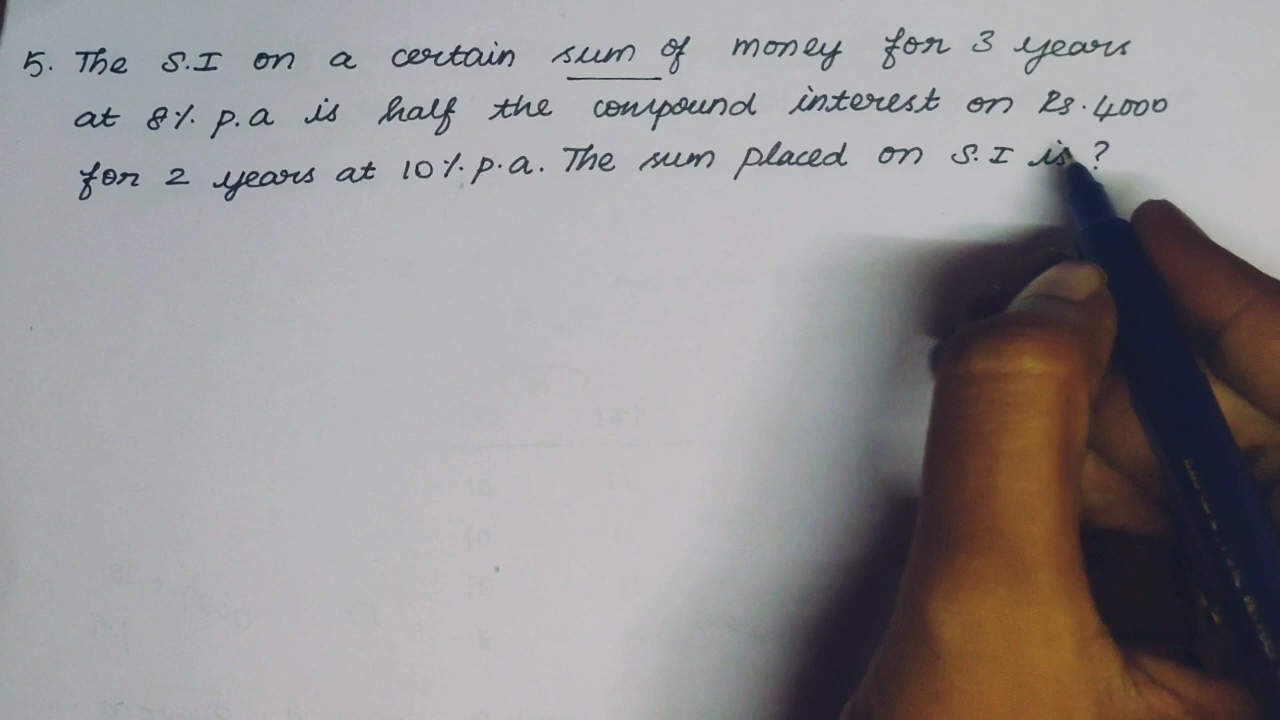 5. The S.I on a certain sum of money for 3 years
at 8% p.a is half the compound interest on Rs.4000
for 2 years at 10% p.a. The sum placed on S.I is ?